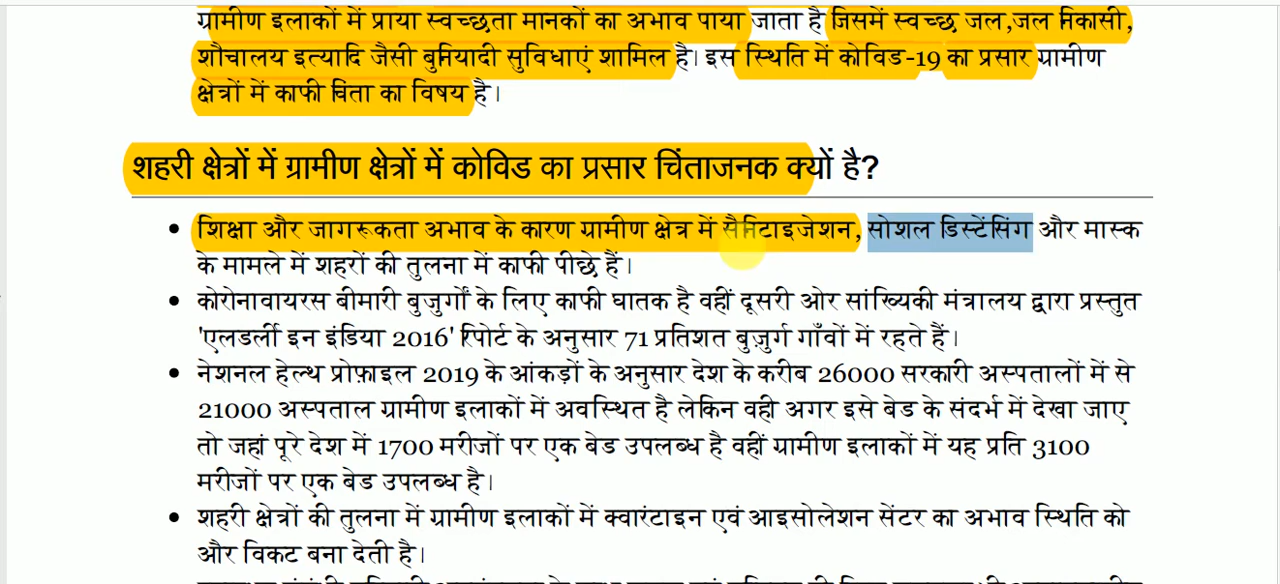 ग्रामीण इलाकों में प्राया स्वच्छता मानकों का अभाव पाया जाता है जिसमें स्वच्छ जल,जल निकासी,
शौचालय इत्यादि जैसी बुनियादी सुविधाएं शामिल है। इस स्थिति में कोविड-19 का प्रसार ग्रामीण
क्षेत्रों में काफी चिंता का विषय है।
शहरी क्षेत्रों में ग्रामीण क्षेत्रों में कोविड का प्रसार चिंताजनक क्यों है?
• शिक्षा और जागरूकता अभाव के कारण ग्रामीण क्षेत्र में सैनिटाइजेशन, सोशल डिस्टेंसिंग और मास्क
के मामले में शहरों की तुलना में काफी पीछे हैं।
• कोरोनावायरस बीमारी बुजुर्गों के लिए काफी घातक है वहीं दूसरी ओर सांख्यिकी मंत्रालय द्वारा प्रस्तुत
'एलडर्ली इन इंडिया 2016' रिपोर्ट के अनुसार 71 प्रतिशत बुज़ुर्ग गाँवों में रहते हैं।
• नेशनल हेल्थ प्रोफ़ाइल 2019 के आंकड़ों के अनुसार देश के करीब 26000 सरकारी अस्पतालों में से
21000 अस्पताल ग्रामीण इलाकों में अवस्थित है लेकिन वही अगर इसे बेड के संदर्भ में देखा जाए
तो जहां पूरे देश में 1700 मरीजों पर एक बेड उपलब्ध है वहीं ग्रामीण इलाकों में यह प्रति 3100
मरीजों पर एक बेड उपलब्ध है।
• शहरी क्षेत्रों की तुलना में ग्रामीण इलाकों में क्वारंटाइन एवं आइसोलेशन सेंटर का अभाव स्थिति को
और विकट बना देती है।